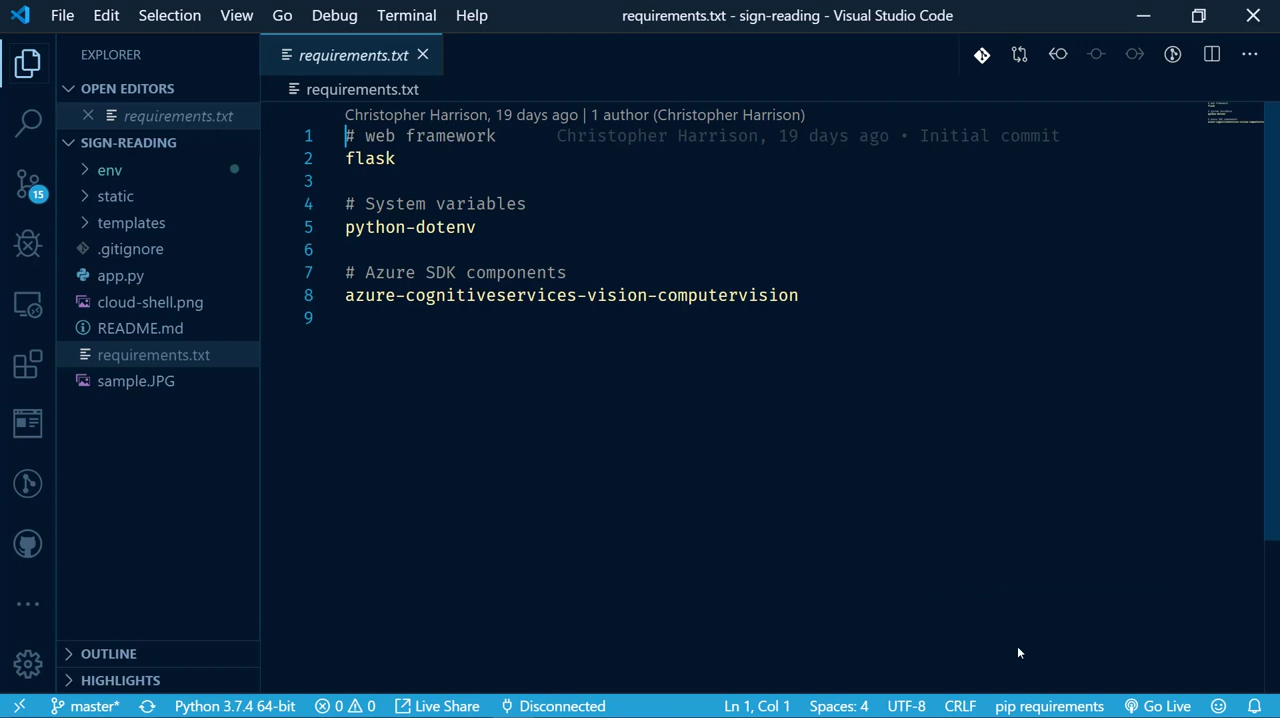 File Edit Selection View Go Debug Terminal Help requirements.txt - sign-reading - Visual Studio Code
EXPLORER
OPEN EDITORS
requirements.txt
SIGN-READING
env
static
templates
.gitignore
app.py
cloud-shell.png
README.md
requirements.txt
sample.JPG
OUTLINE
HIGHLIGHTS
15
requirements.txt
requirements.txt
Christopher Harrison, 19 days ago | 1 author (Christopher Harrison)
1 # web framework Christopher Harrison, 19 days ago • Initial commit
2 flask
3
4 # System variables
5 python-dotenv
6
7 # Azure SDK components
8 azure-cognitiveservices-vision-computervision
9
master* Python 3.7.4 64-bit 0 0 Live Share Disconnected Ln 1, Col 1 Spaces: 4 UTF-8 CRLF pip requirements Go Live